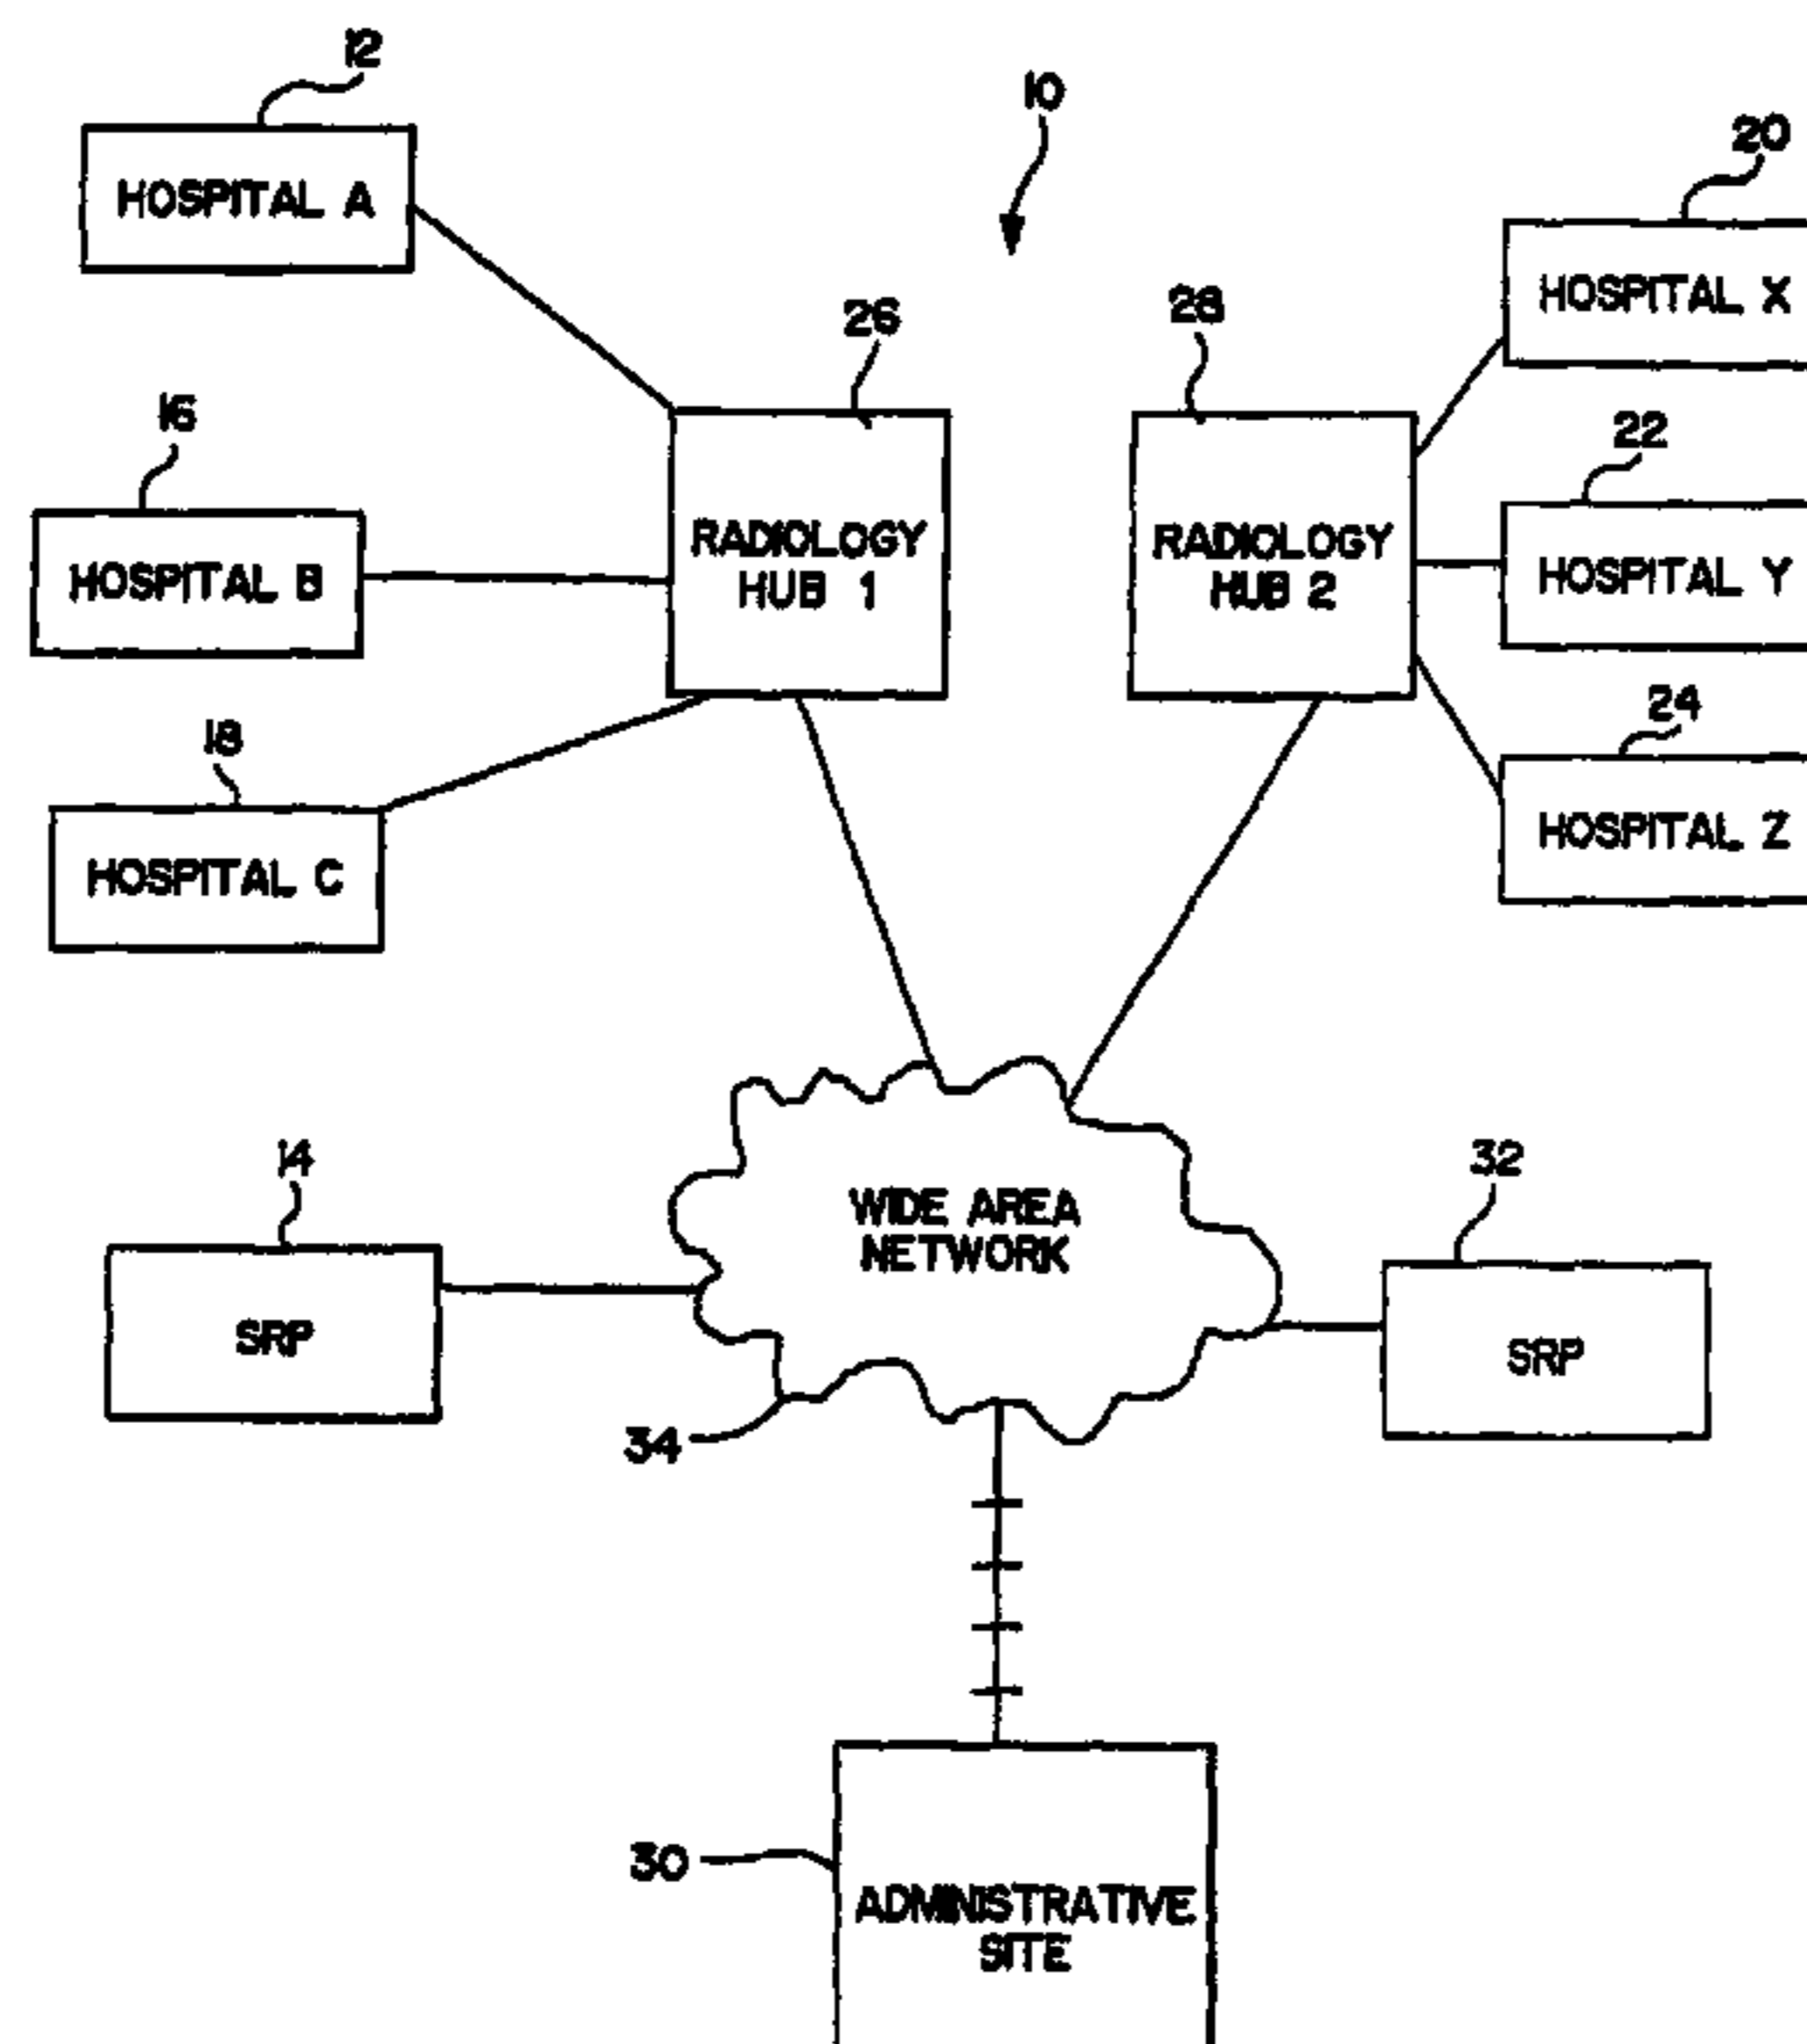 12
10
20
HOSPITAL A
HOSPITAL X
26
28
16
22
RADIOLOGY
HUB 1
RADIOLOGY
HUB 2
HOSPITAL B
HOSPITAL Y
18
24
HOSPITAL C
HOSPITAL Z
14
32
WIDE AREA
NETWORK
SRP
SRP
34
30
ADMINISTRATIVE
SITE